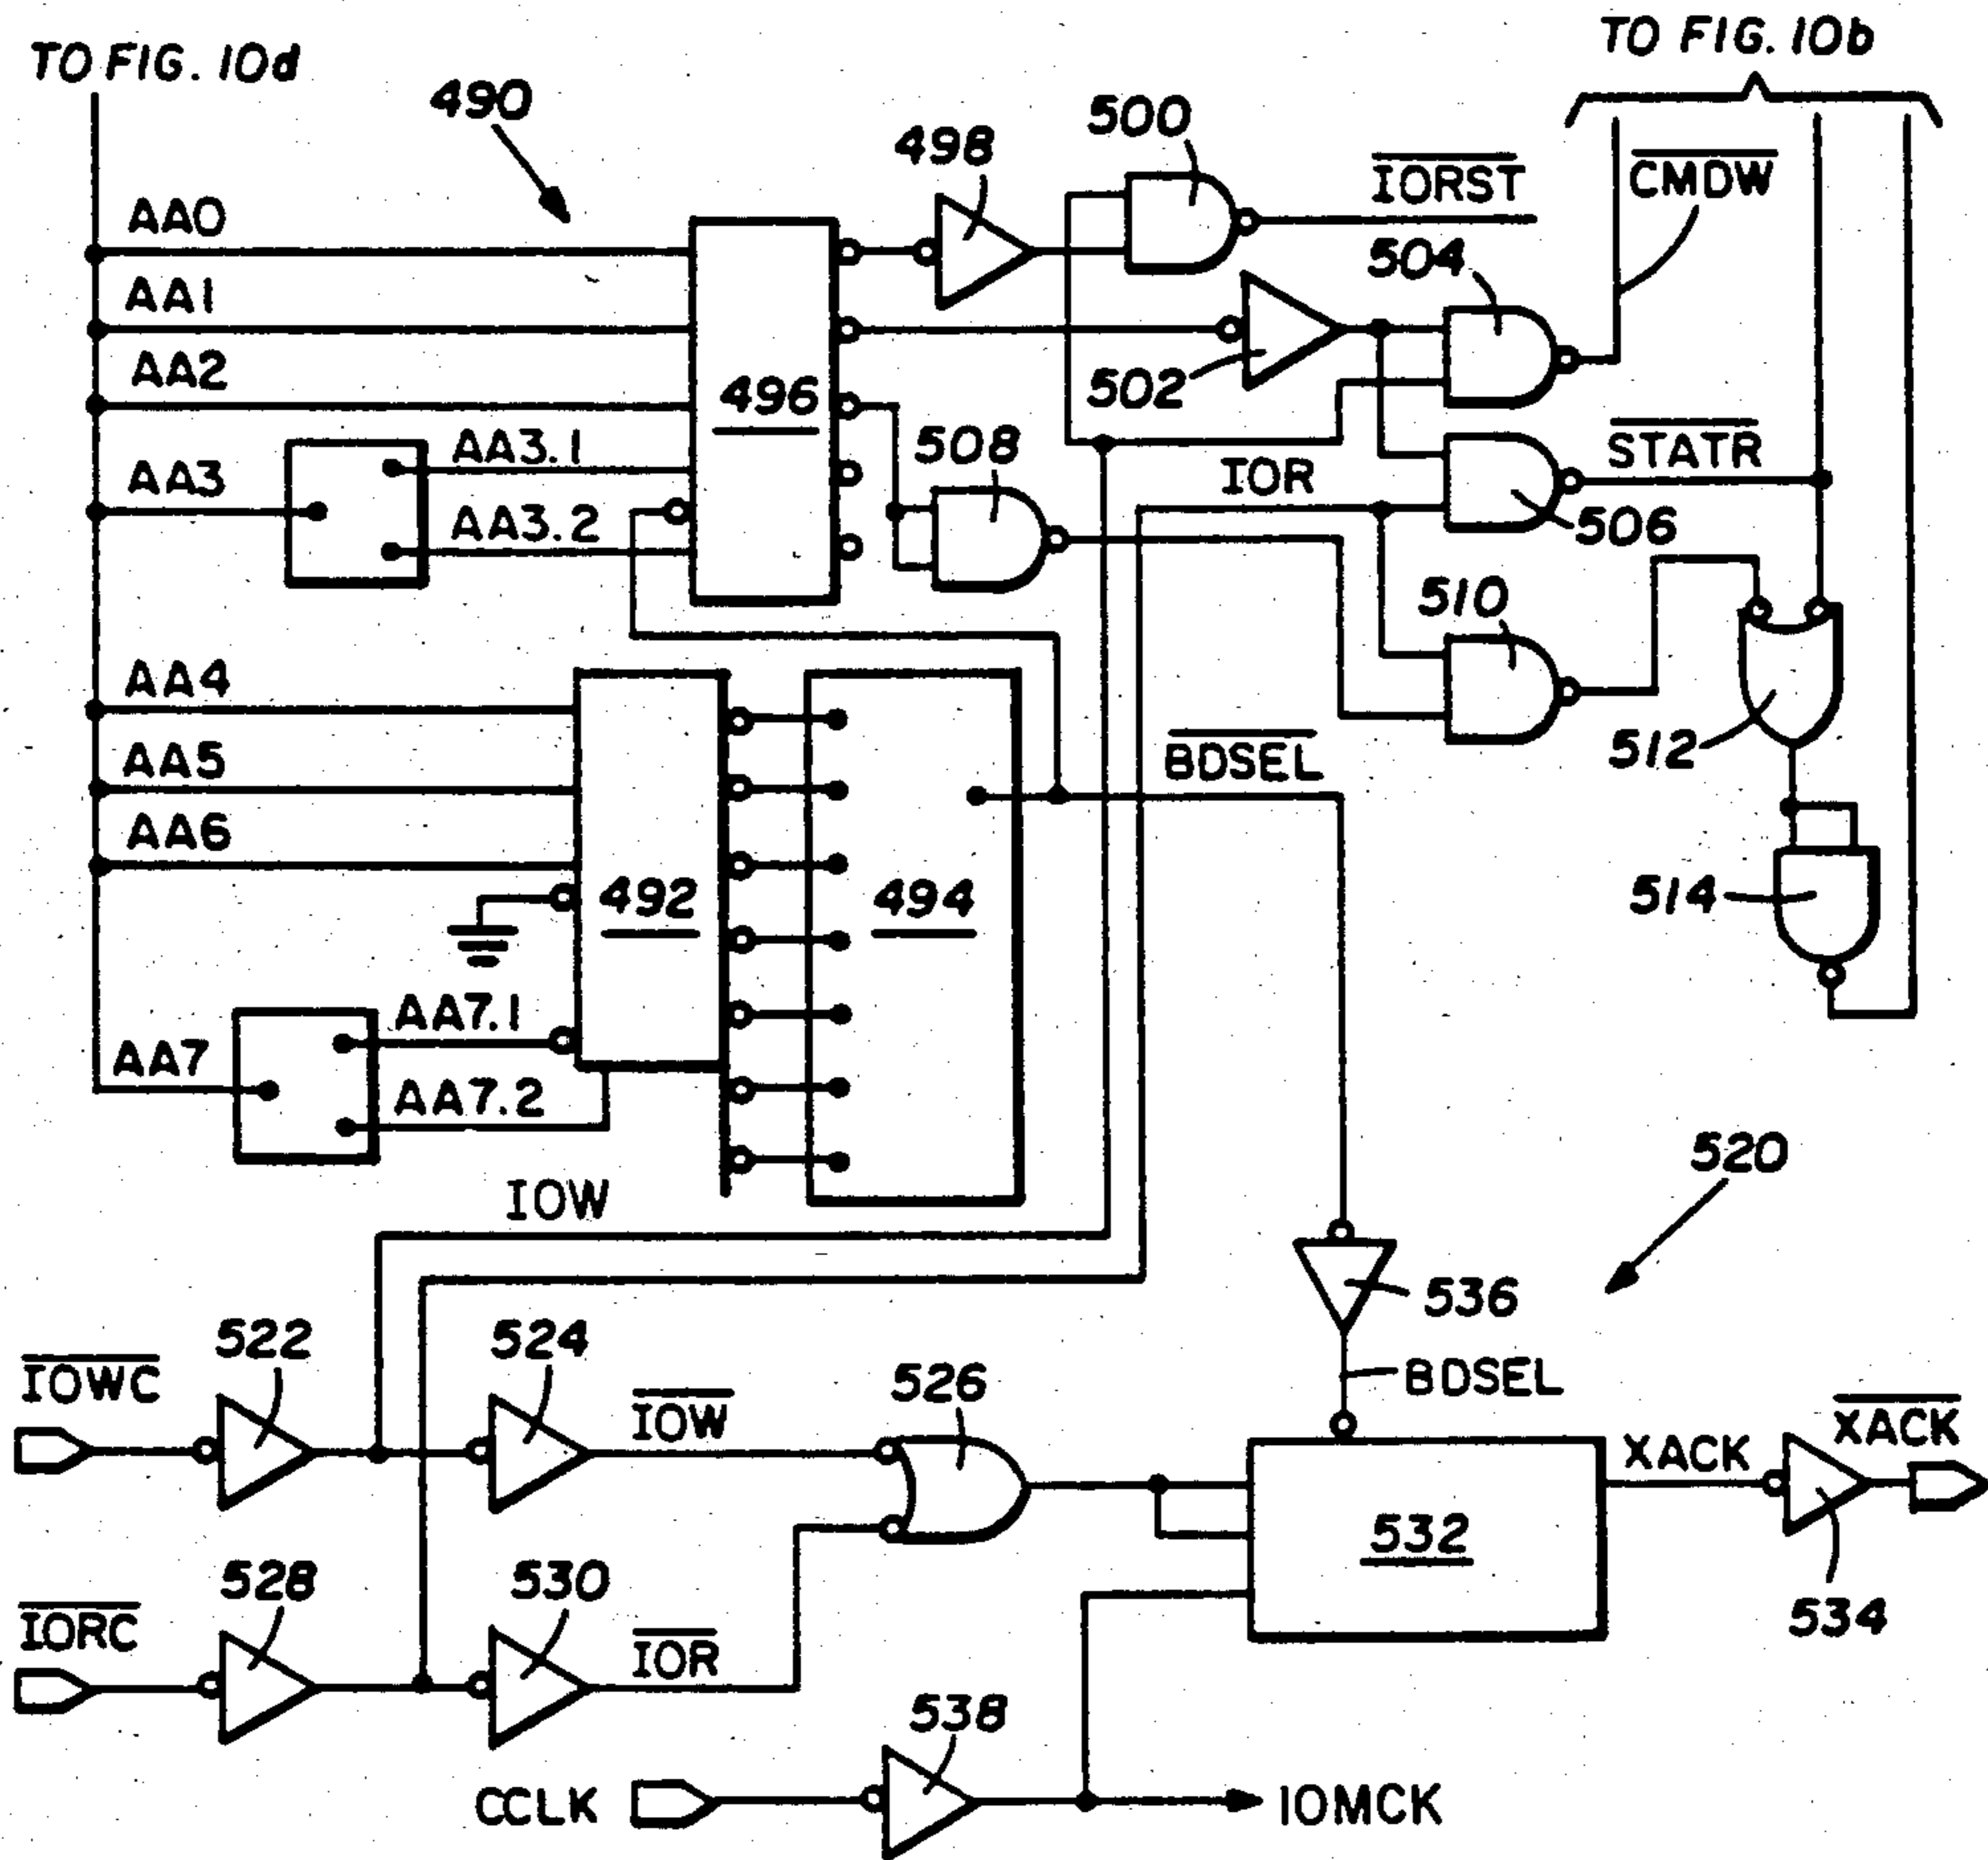 TO FIG. 10d
TO FIG. 10b
490
498
500
IORST
CMDW
AA0
504
AA1
AA2
496
502
508
STATR
AA3
AA3.1
IOR
AA3.2
506
510
AA4
512
AA5
BDSEL
AA6
492
494
514
AA7.1
AA7
AA7.2
520
IOW
536
522
524
526
BDSEL
IOWC
IOW
XACK
XACK
532
528
530
534
IORC
IOR
538
CCLK
IOMCK